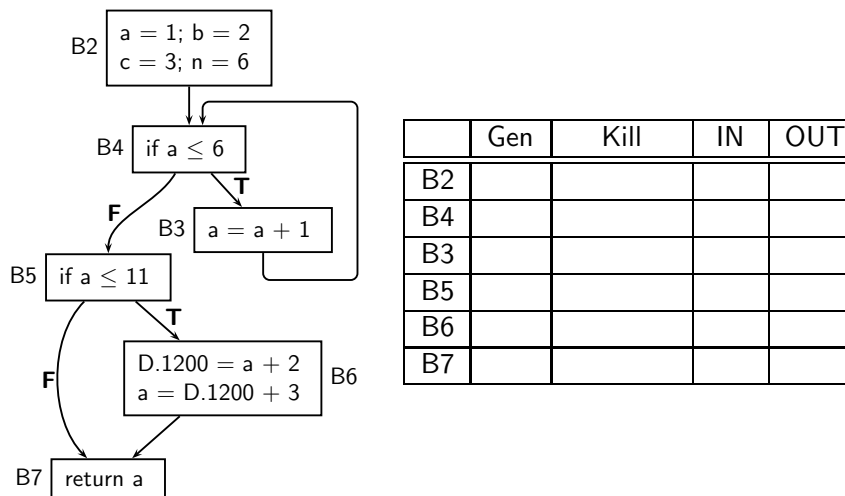 a = 1; b = 2
B2
c = 3; n = 6
B4
if a ≤ 6
T
F
B3
a = a + 1
B5
if a ≤ 11
T
F
D.1200 = a + 2
a = D.1200 + 3
B6
B7
return a
Gen Kill IN OUT
B2
B4
B3
B5
B6
B7